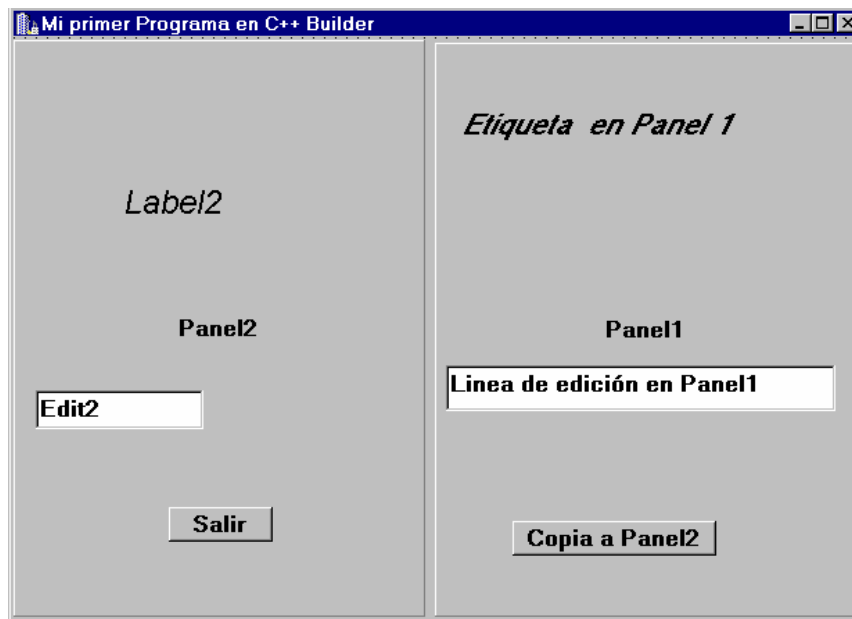 Mi primer Programa en C++ Builder
Label2
Panel2
Edit2
Salir
Etiqueta en Panel 1
Panel1
Linea de edición en Panel1
Copia a Panel2